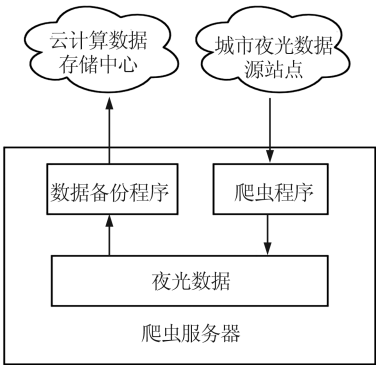 云计算数据
存储中心
城市夜光数据
源站点
数据备份程序
爬虫程序
夜光数据
爬虫服务器